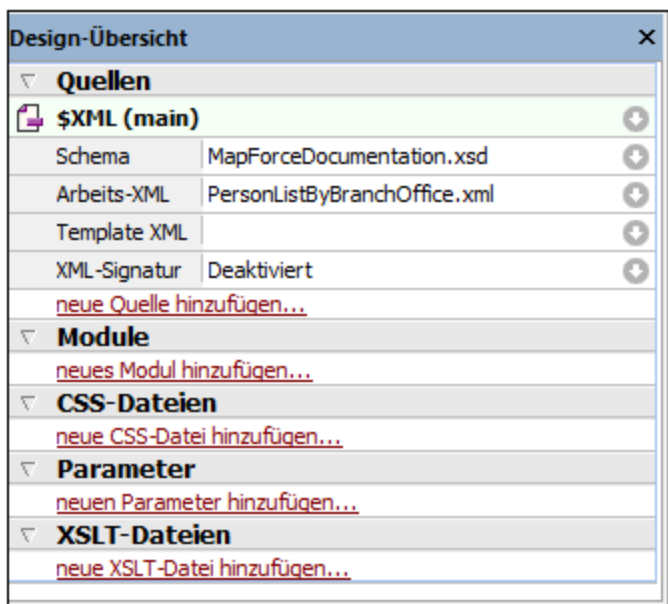 Design-Übersicht
Quellen
$XML (main)
Schema MapForceDocumentation.xsd
Arbeits-XML PersonListByBranchOffice.xml
Template XML
XML-Signatur Deaktiviert
neue Quelle hinzufügen...
Module
neues Modul hinzufügen...
CSS-Dateien
neue CSS-Datei hinzufügen...
Parameter
neuen Parameter hinzufügen...
XSLT-Dateien
neue XSLT-Datei hinzufügen...